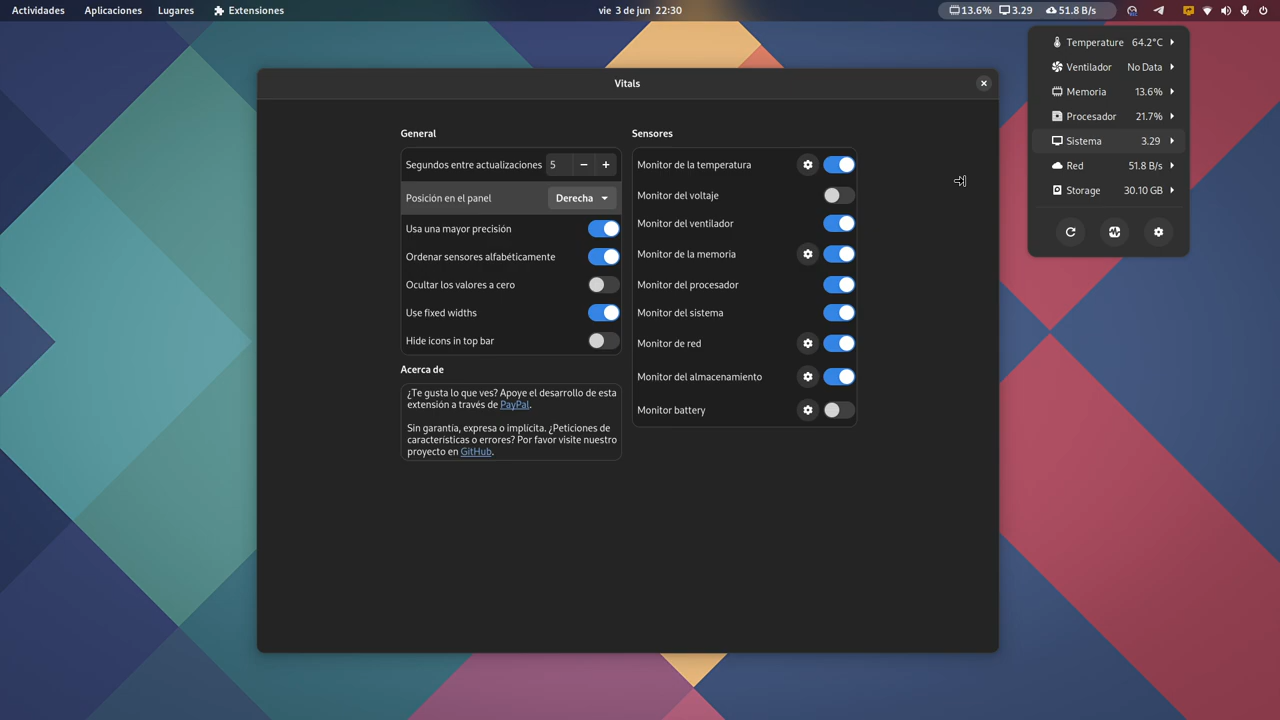 Actividades Aplicaciones Lugares Extensiones vie 3 de jun 22:30 13.6% 3.29 51.8 B/s
Vitals
General
Segundos entre actualizaciones 5 − +
Posición en el panel Derecha
Usa una mayor precisión
Ordenar sensores alfabéticamente
Ocultar los valores a cero
Use fixed widths
Hide icons in top bar
Acerca de
¿Te gusta lo que ves? Apoye el desarrollo de esta
extensión a través de PayPal.
Sin garantía, expresa o implícita. ¿Peticiones de
características o errores? Por favor visite nuestro
proyecto en GitHub.
Sensores
Monitor de la temperatura
Monitor del voltaje
Monitor del ventilador
Monitor de la memoria
Monitor del procesador
Monitor del sistema
Monitor de red
Monitor del almacenamiento
Monitor battery
Temperature 64.2°C
Ventilador No Data
Memoria 13.6%
Procesador 21.7%
Sistema 3.29
Red 51.8 B/s
Storage 30.10 GB